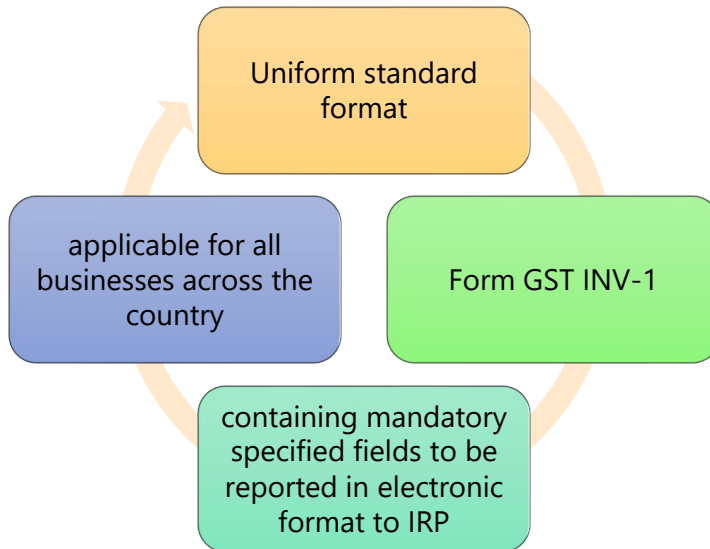 Uniform standard
format
Form GST INV-1
containing mandatory
specified fields to be
reported in electronic
format to IRP
applicable for all
businesses across the
country